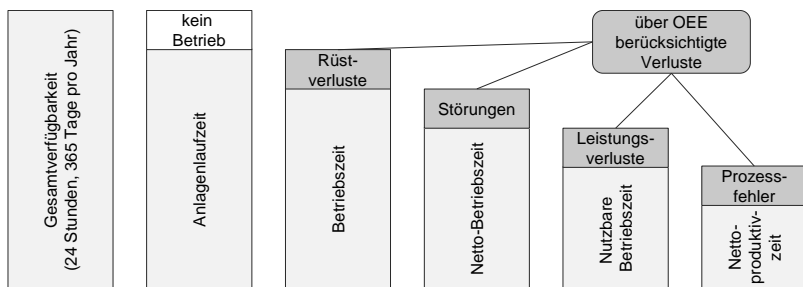 Gesamtverfügbarkeit
(24 Stunden, 365 Tage pro Jahr)
kein
Betrieb
Anlagenlaufzeit
Rüst-
verluste
Betriebszeit
Störungen
Netto-Betriebszeit
über OEE
berücksichtigte
Verluste
Leistungs-
verluste
Nutzbare
Betriebszeit
Prozess-
fehler
Netto-
produktiv-
zeit